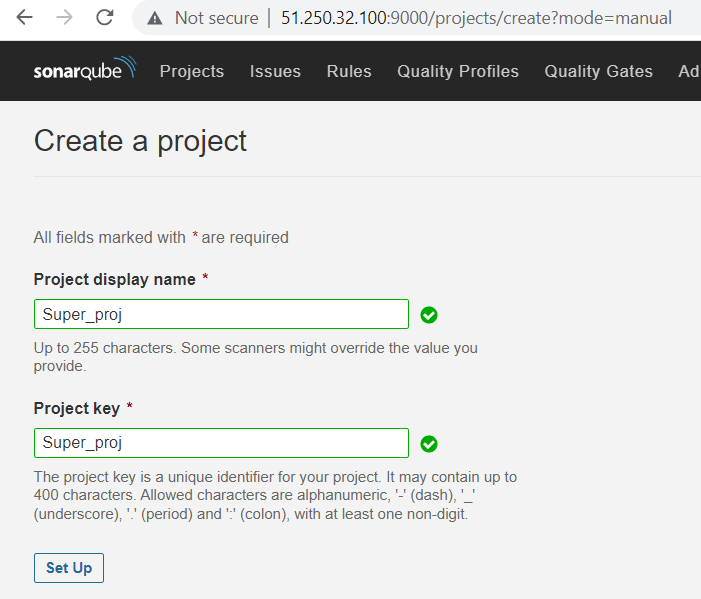 Not secure | 51.250.32.100:9000/projects/create?mode=manual
sonarqube Projects Issues Rules Quality Profiles Quality Gates Ad
Create a project
All fields marked with * are required
Project display name *
Super_proj
Up to 255 characters. Some scanners might override the value you
provide.
Project key *
Super_proj
The project key is a unique identifier for your project. It may contain up to
400 characters. Allowed characters are alphanumeric, '-' (dash), '_'
(underscore), '.' (period) and ':' (colon), with at least one non-digit.
Set Up